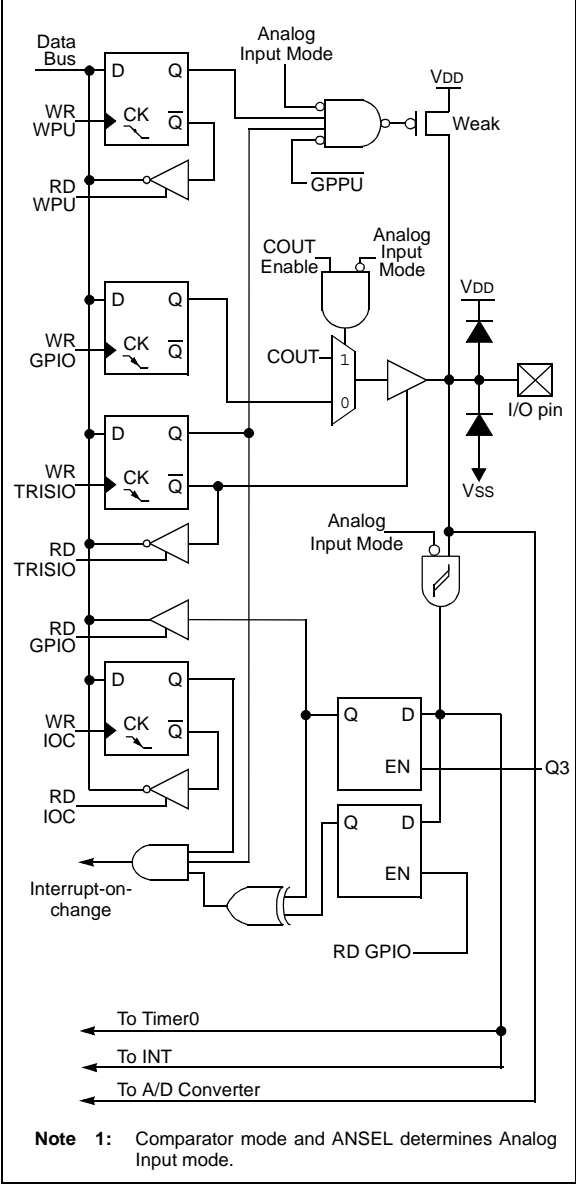 Data
Bus
D Q
WR
WPU
CK
Q
RD
WPU
Analog
Input Mode
VDD
Weak
GPPU
COUT
Enable
Analog
Input
Mode
D Q
WR
GPIO
CK
Q
COUT
1
0
VDD
I/O pin
VSS
D Q
WR
TRISIO
CK
Q
RD
TRISIO
Analog
Input Mode
RD
GPIO
D Q
WR
IOC
CK
Q
RD
IOC
Q D
EN
Q3
Q D
EN
RD GPIO
Interrupt-on-
change
To Timer0
To INT
To A/D Converter
Note 1: Comparator mode and ANSEL determines Analog
Input mode.